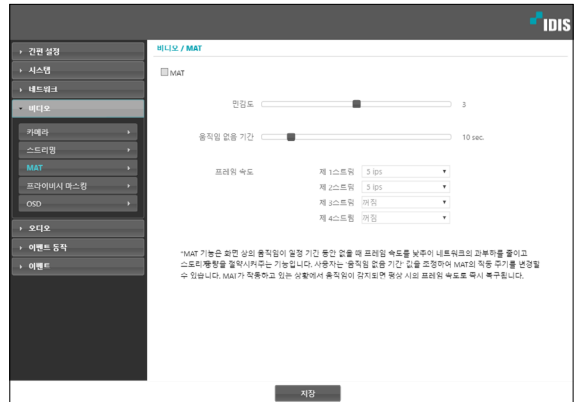 IDIS
간편 설정
시스템
네트워크
비디오
카메라
스트리밍
MAT
프라이버시 마스킹
OSD
오디오
이벤트 동작
이벤트
비디오 / MAT
MAT
민감도 3
움직임 없음 기간 10 sec.
프레임 속도 제 1스트림 5 ips
제 2스트림 5 ips
제 3스트림 꺼짐
제 4스트림 꺼짐
*MAT 기능은 화면 상의 움직임이 일정 기간 동안 없을 때 프레임 속도를 낮추어 네트워크의 과부하를 줄이고
스토리지용량을 절약시켜주는 기능입니다. 사용자는 '움직임 없음 기간' 값을 조정하여 MAT의 작동 주기를 변경할
수 있습니다. MAT가 작동하고 있는 상황에서 움직임이 감지되면 평상 시의 프레임 속도로 즉시 복구됩니다.
저장